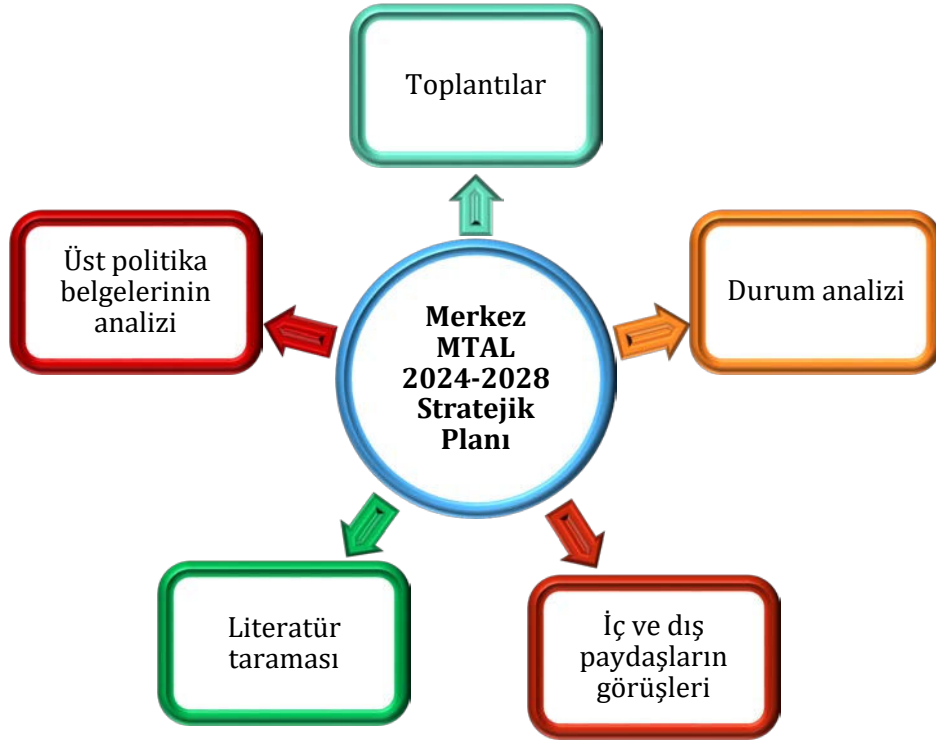 Toplantılar
Üst politika
belgelerinin
analizi
Durum analizi
Merkez
MTAL
2024-2028
Stratejik
Planı
Literatür
taraması
İç ve dış
paydaşların
görüşleri